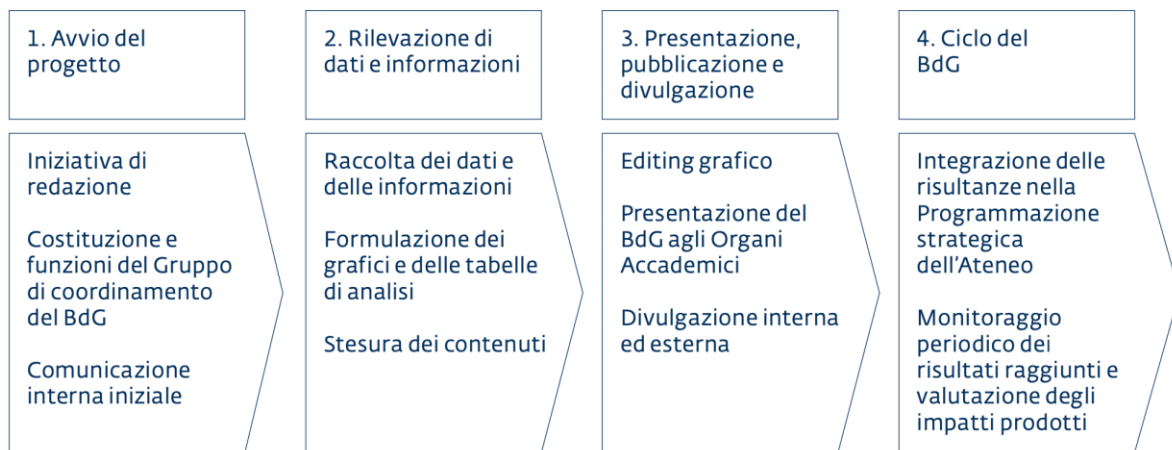 1. Avvio del
progetto
Iniziativa di
redazione
Costituzione e
funzioni del Gruppo
di coordinamento
del BdG
Comunicazione
interna iniziale
2. Rilevazione di
dati e informazioni
Raccolta dei dati e
delle informazioni
Formulazione dei
grafici e delle tabelle
di analisi
Stesura dei contenuti
3. Presentazione,
pubblicazione e
divulgazione
Editing grafico
Presentazione del
BdG agli Organi
Accademici
Divulgazione interna
ed esterna
4. Ciclo del
BdG
Integrazione delle
risultanze nella
Programmazione
strategica
dell'Ateneo
Monitoraggio
periodico dei
risultati raggiunti e
valutazione degli
impatti prodotti